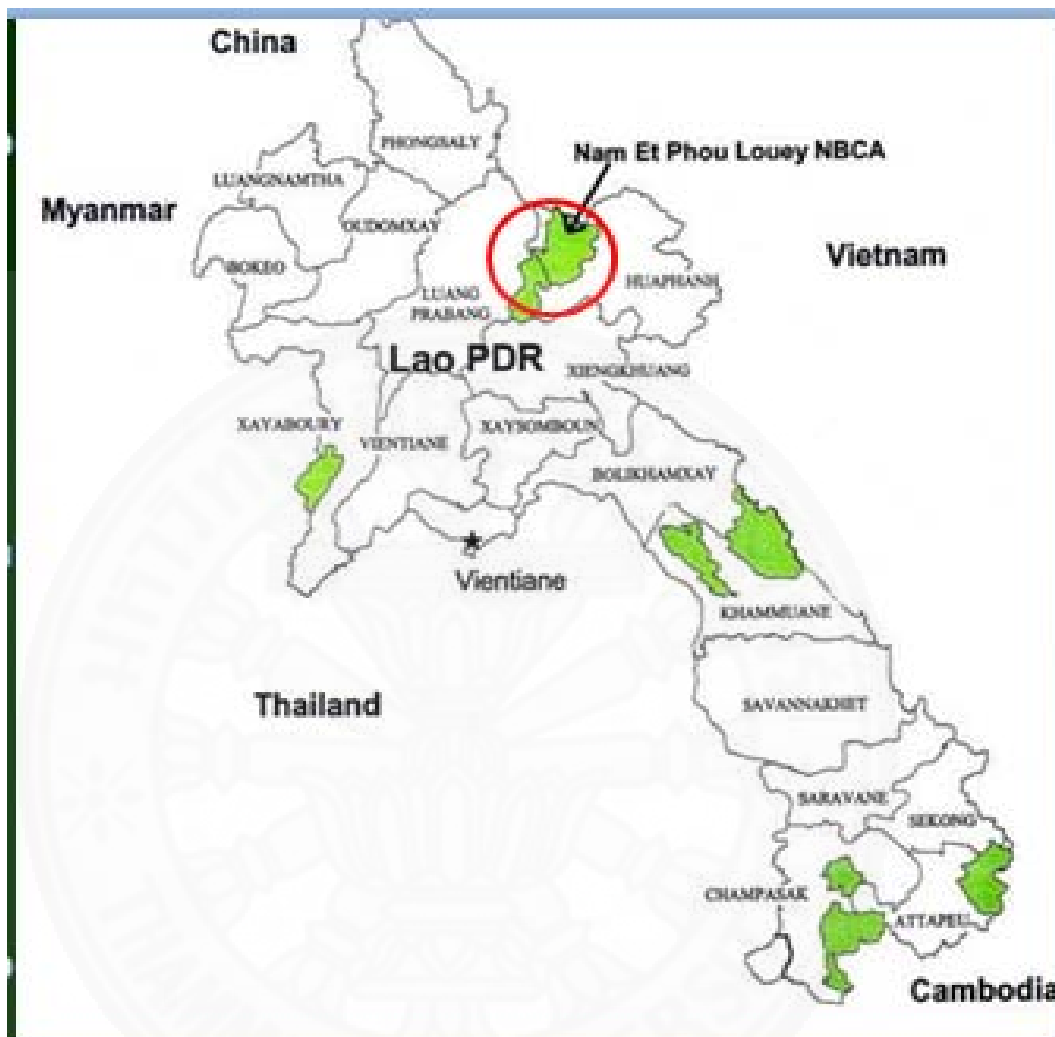 China
PHONGSALY
Nam Et Phou Louey NBCA
LUANGNAMTHA
Myanmar
OUDOMXAY
Vietnam
BOKEO
HUAPHANH
LUANG
PRABANG
Lao PDR
XIENGKHUANG
XAYABOURY
VIENTIANE
XAYSOMBOUN
BOLIKHAMXAY
Vientiane
KHAMMUANE
Thailand
SAVANNAKHET
SARAVANE
SEKONG
CHAMPASAK
ATTAPEU
Cambodia